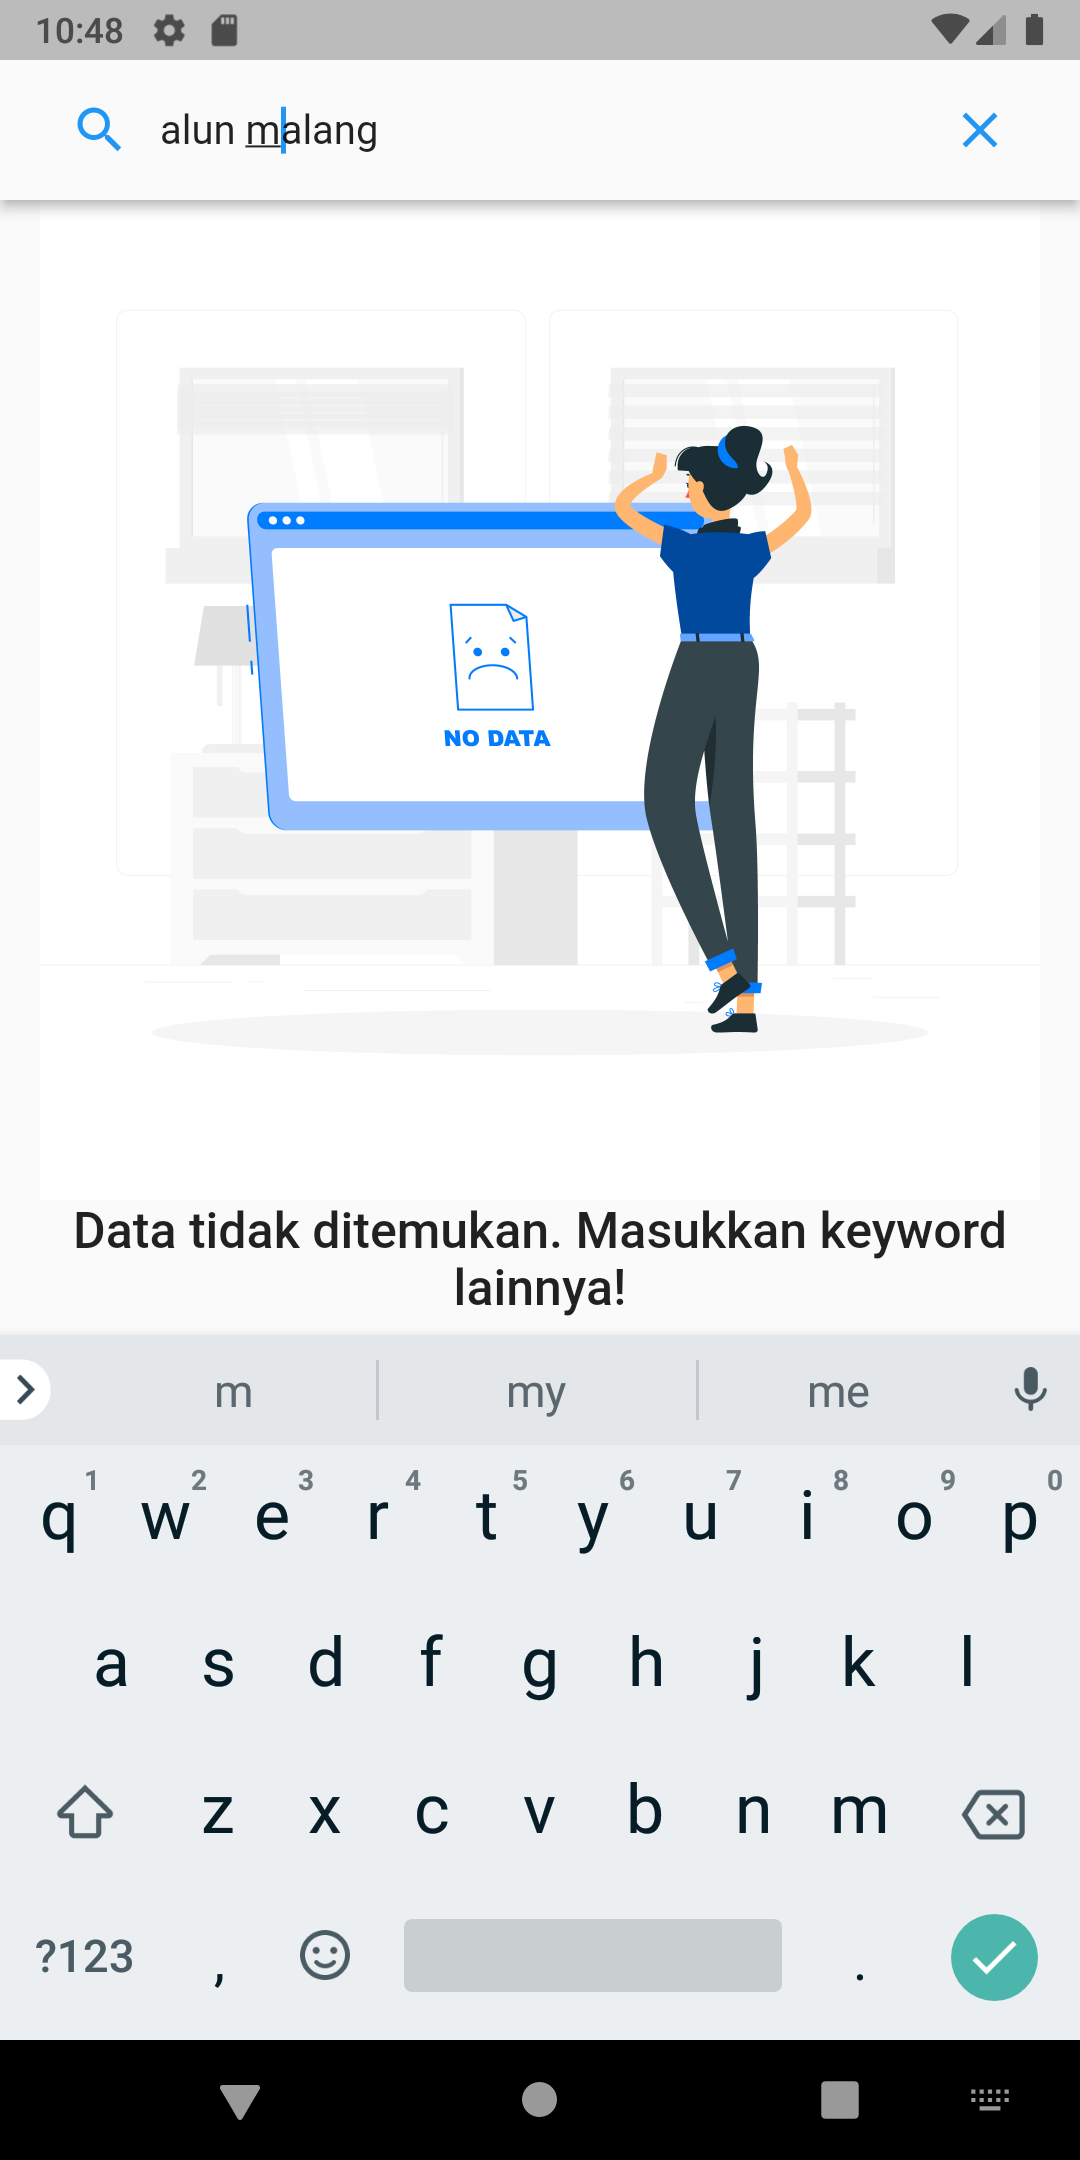 10:48
alun malang
NO DATA
Data tidak ditemukan. Masukkan keyword
lainnya!
m my me
1 2 3 4 5 6 7 8 9 0
q w e r t y u i o p
a s d f g h j k l
z x c v b n m
?123 , .